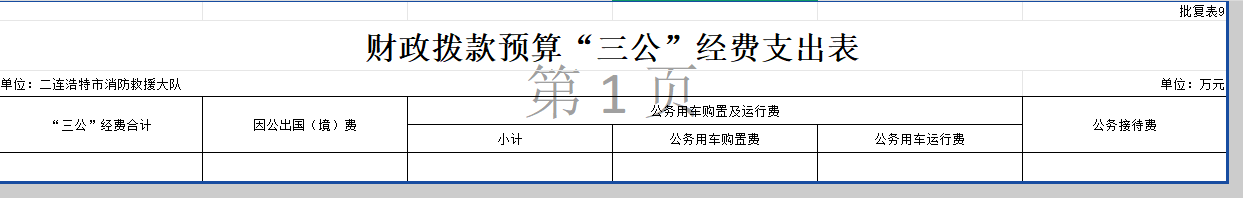 批复表9
财政拨款预算“三公”经费支出表
第 1 页
单位：二连浩特市消防救援大队 单位：万元
“三公”经费合计 因公出国（境）费 公务用车购置及运行费 公务接待费
小计 公务用车购置费 公务用车运行费